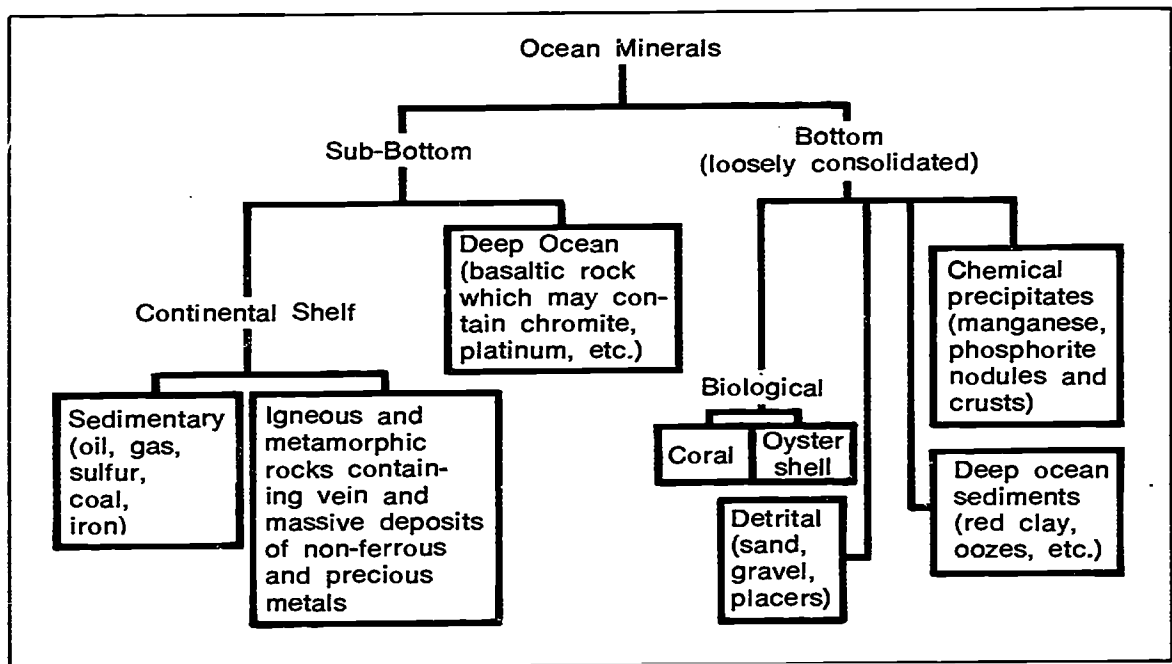 Ocean Minerals
Sub-Bottom
Bottom
(loosely consolidated)
Continental Shelf
Deep Ocean
(basaltic rock
which may con-
tain chromite,
platinum, etc.)
Sedimentary
(oil, gas,
sulfur,
coal,
iron)
Igneous and
metamorphic
rocks contain-
ing vein and
massive deposits
of non-ferrous
and precious
metals
Biological
Coral
Oyster
shell
Detrital
(sand,
gravel,
placers)
Chemical
precipitates
(manganese,
phosphorite
nodules and
crusts)
Deep ocean
sediments
(red clay,
oozes, etc.)